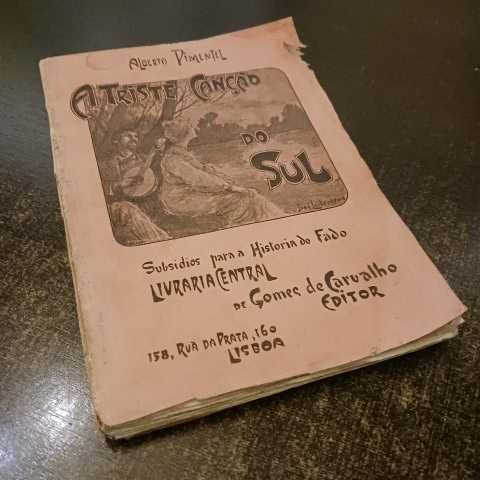 Alberto Pimentel
A TRISTE CANÇÃO
DO
SUL
Subsidios para a Historia do Fado
LIVRARIA CENTRAL
DE Gomes de Carvalho
EDITOR
158, RUA DA PRATA, 160
LISBOA